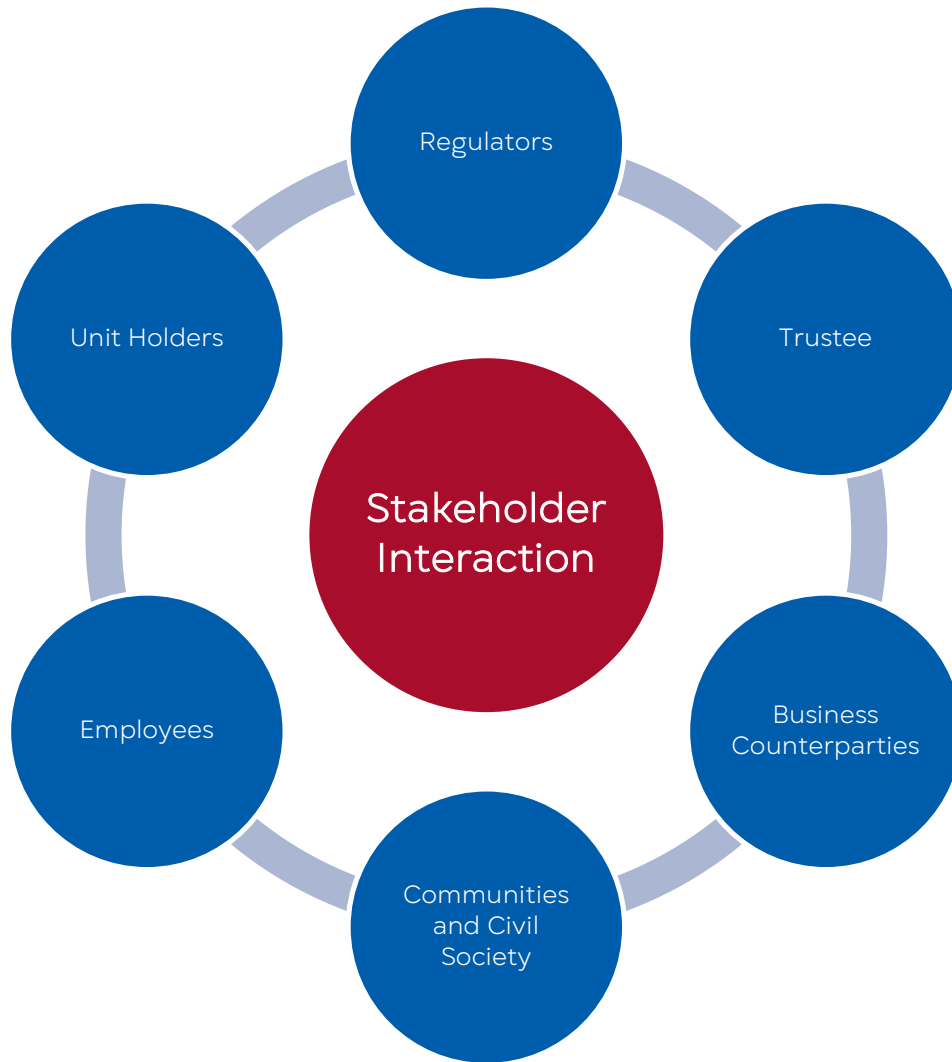 Regulators
Unit Holders
Trustee
Stakeholder
Interaction
Employees
Business
Counterparties
Communities
and Civil
Society